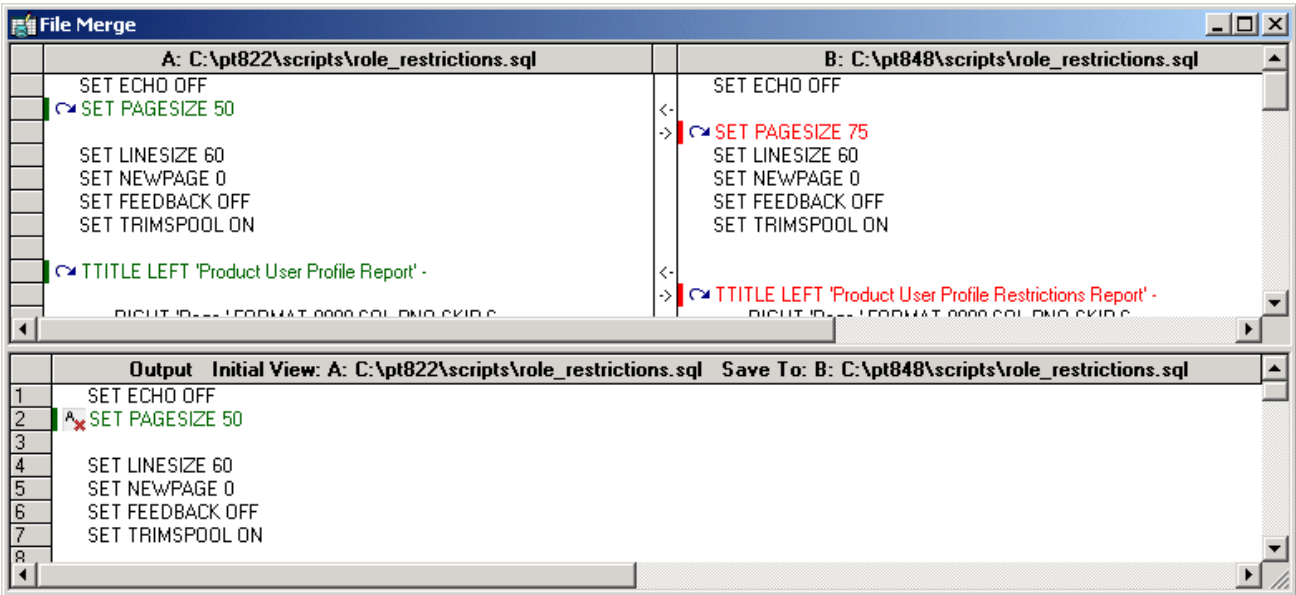 File Merge
A: C:\pt822\scripts\role_restrictions.sql
B: C:\pt848\scripts\role_restrictions.sql
SET ECHO OFF
SET ECHO OFF
SET PAGESIZE 50
<-
->
SET PAGESIZE 75
SET LINESIZE 60
SET LINESIZE 60
SET NEWPAGE 0
SET NEWPAGE 0
SET FEEDBACK OFF
SET FEEDBACK OFF
SET TRIMSPOOL ON
SET TRIMSPOOL ON
TTITLE LEFT 'Product User Profile Report' -
<-
->
TTITLE LEFT 'Product User Profile Restrictions Report' -
Output Initial View: A: C:\pt822\scripts\role_restrictions.sql Save To: B: C:\pt848\scripts\role_restrictions.sql
1 SET ECHO OFF
2 A SET PAGESIZE 50
3
4 SET LINESIZE 60
5 SET NEWPAGE 0
6 SET FEEDBACK OFF
7 SET TRIMSPOOL ON
8